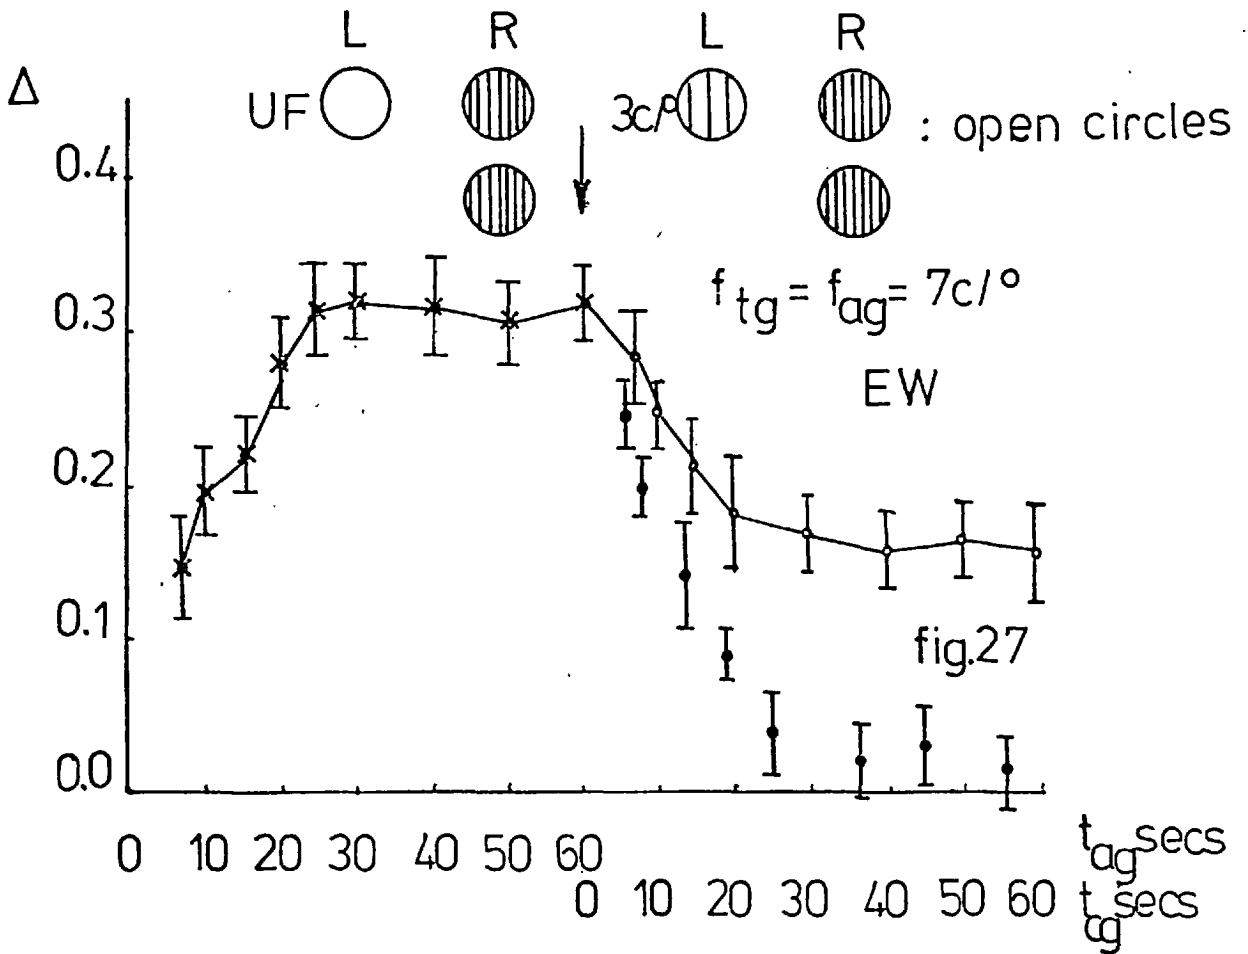 L R L R
Δ
UF 3c/° : open circles
0.4
f tg = f ag = 7c/°
0.3
EW
0.2
0.1
fig.27
0.0
0 10 20 30 40 50 60 t ag secs
0 10 20 30 40 50 60 t cg secs